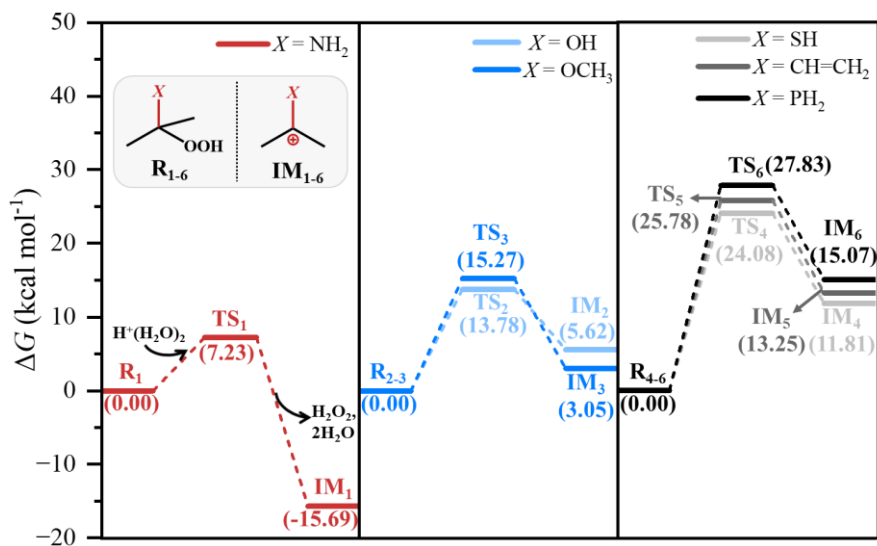 ΔG (kcal mol⁻¹)
50
40
30
20
10
0
−10
−20
X = NH₂
X
OOH
R₁₋₆
X
⊕
IM₁₋₆
H⁺(H₂O)₂
TS₁
(7.23)
R₁
(0.00)
H₂O₂,
2H₂O
IM₁
(-15.69)
X = OH
X = OCH₃
TS₃
(15.27)
TS₂
(13.78)
IM₂
(5.62)
R₂₋₃
(0.00)
IM₃
(3.05)
X = SH
X = CH=CH₂
X = PH₂
TS₆(27.83)
TS₅
(25.78)
TS₄
(24.08)
IM₆
(15.07)
IM₅
(13.25)
IM₄
(11.81)
R₄₋₆
(0.00)